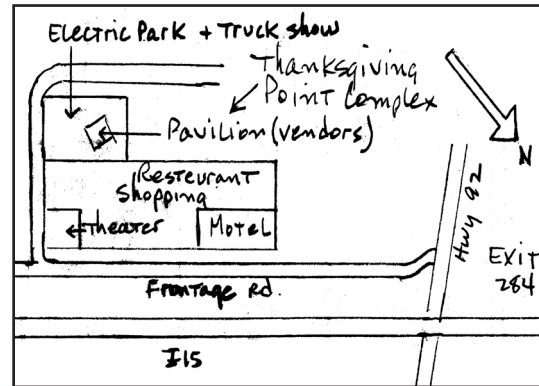 Electric Park + Truck show
Thanksgiving
Point Complex
Pavilion (vendors)
N
Resteurant
Shopping
theater
Motel
Hwy 92
Exit
284
Frontage Rd.
I15